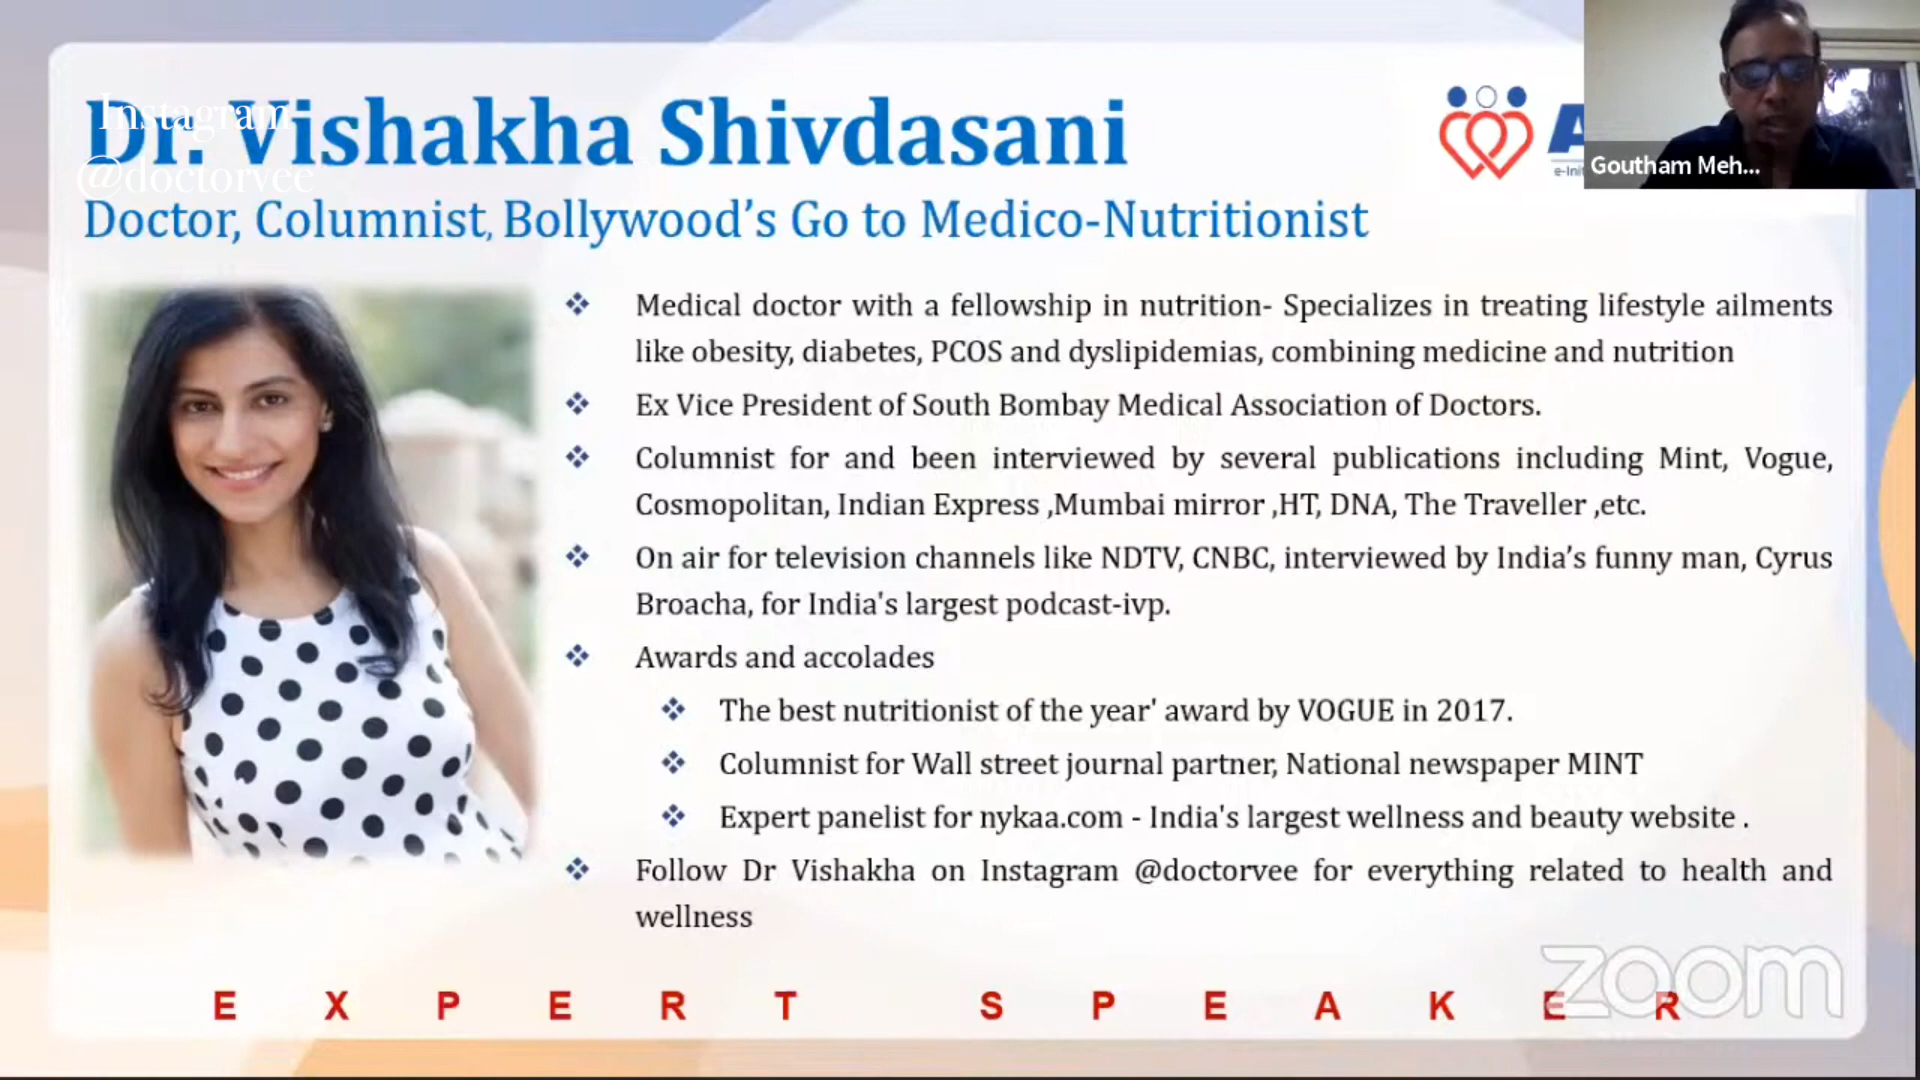 Instagram
@doctorvee
Dr. Vishakha Shivdasani
Doctor, Columnist, Bollywood’s Go to Medico-Nutritionist
Goutham Meh...
Medical doctor with a fellowship in nutrition- Specializes in treating lifestyle ailments
like obesity, diabetes, PCOS and dyslipidemias, combining medicine and nutrition
Ex Vice President of South Bombay Medical Association of Doctors.
Columnist for and been interviewed by several publications including Mint, Vogue,
Cosmopolitan, Indian Express ,Mumbai mirror ,HT, DNA, The Traveller ,etc.
On air for television channels like NDTV, CNBC, interviewed by India’s funny man, Cyrus
Broacha, for India's largest podcast-ivp.
Awards and accolades
The best nutritionist of the year' award by VOGUE in 2017.
Columnist for Wall street journal partner, National newspaper MINT
Expert panelist for nykaa.com - India's largest wellness and beauty website .
Follow Dr Vishakha on Instagram @doctorvee for everything related to health and
wellness
EXPERT SPEAKER
zoom